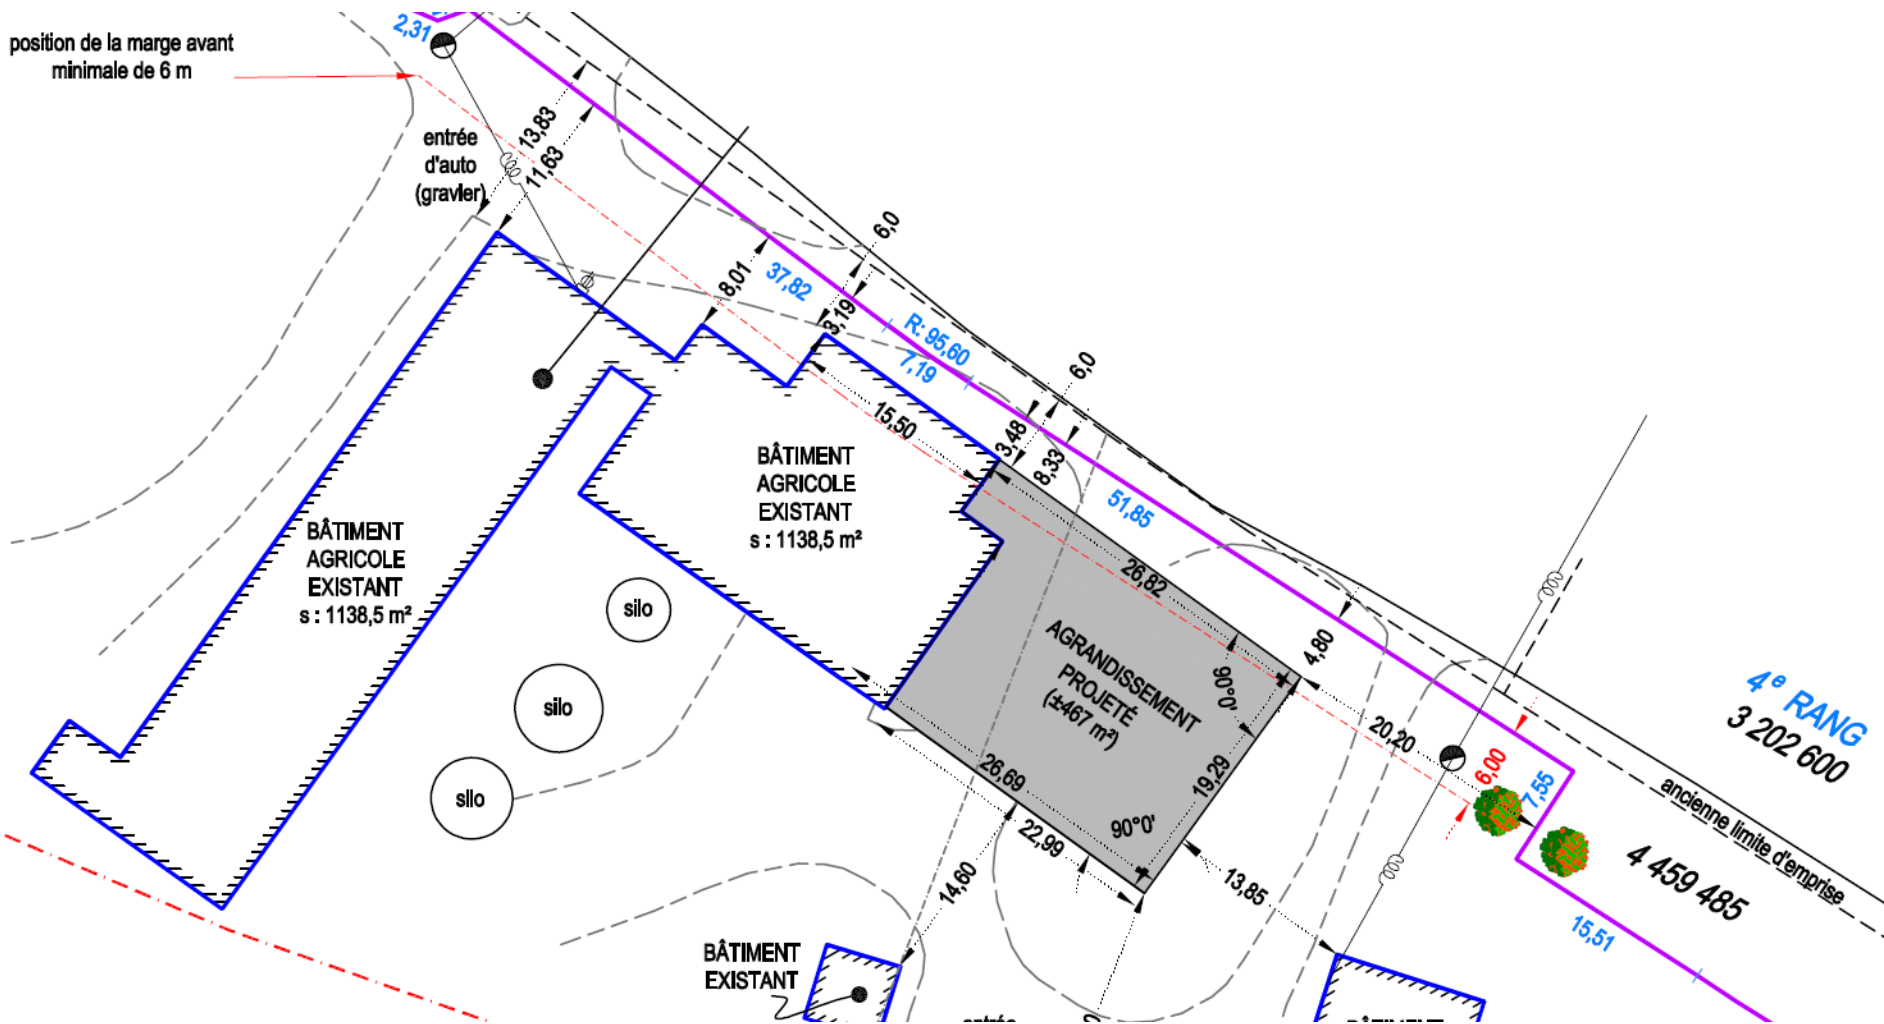 position de la marge avant
minimale de 6 m
2,31
entrée
d'auto
(gravier)
13,83
11,63
8,01
37,82
6,0
3,19
R: 95,60
7,19
6,0
15,50
3,48
8,33
51,85
BÂTIMENT
AGRICOLE
EXISTANT
s : 1138,5 m²
BÂTIMENT
AGRICOLE
EXISTANT
s : 1138,5 m²
silo
silo
silo
26,82
AGRANDISSEMENT
PROJETÉ
(±467 m²)
90°0'
4,80
20,20
6,00
7,55
19,29
26,69
90°0'
22,99
14,60
13,85
4e RANG
3 202 600
ancienne limite d'emprise
4 459 485
15,51
BÂTIMENT
EXISTANT
entrée
BÂTIMENT